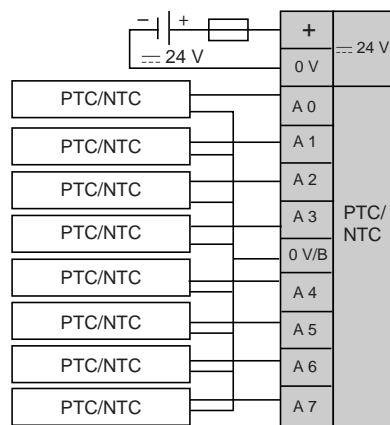 − +
+
⎓ 24 V
⎓ 24 V
0 V
PTC/NTC
A 0
PTC/NTC
A 1
PTC/NTC
A 2
PTC/NTC
A 3
PTC/
NTC
0 V/B
PTC/NTC
A 4
PTC/NTC
A 5
PTC/NTC
A 6
PTC/NTC
A 7